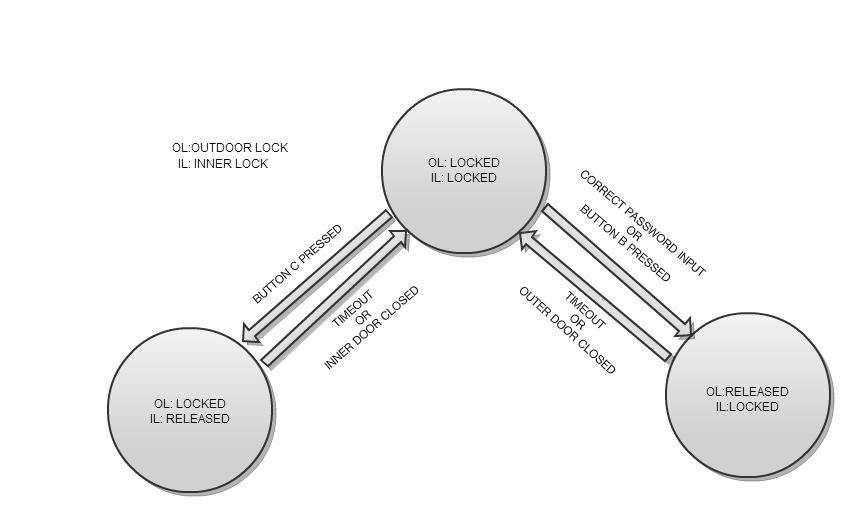 OL:OUTDOOR LOCK
IL: INNER LOCK
OL: LOCKED
IL: LOCKED
CORRECT PASSWORD INPUT
OR
BUTTON B PRESSED
BUTTON C PRESSED
TIMEOUT
OR
INNER DOOR CLOSED
TIMEOUT
OR
OUTER DOOR CLOSED
OL: LOCKED
IL: RELEASED
OL:RELEASED
IL:LOCKED